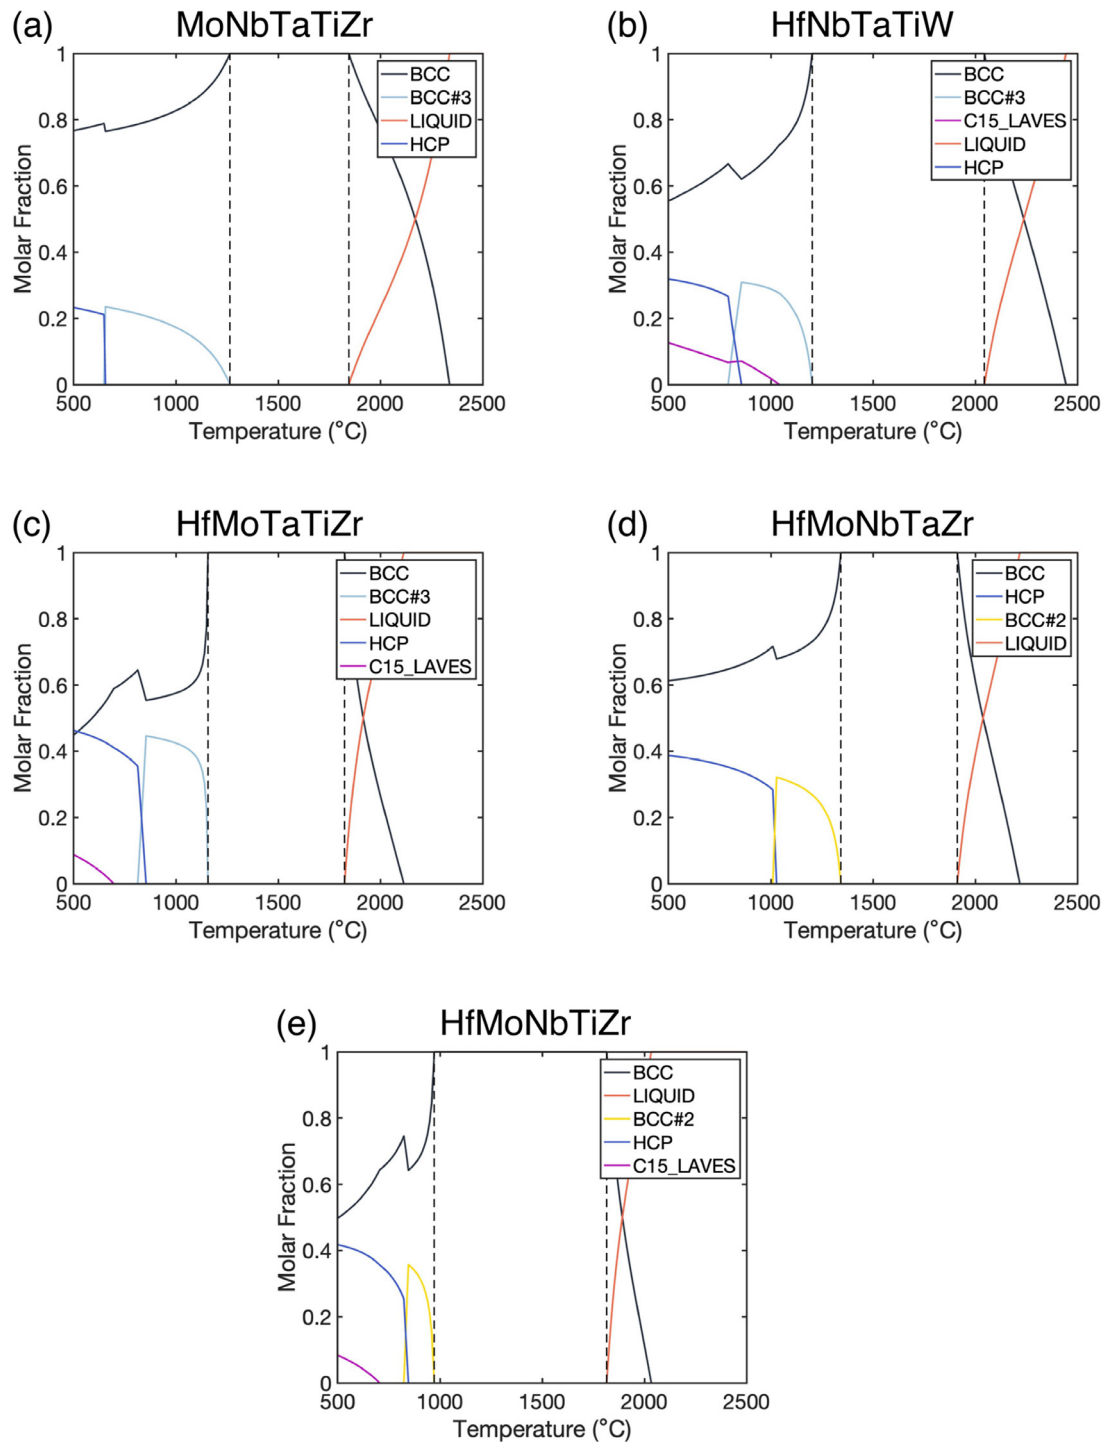 (a) MoNbTaTiZr
1
0.8
0.6
0.4
0.2
0
Molar Fraction
BCC
BCC#3
LIQUID
HCP
500 1000 1500 2000 2500
Temperature (°C)
(b) HfNbTaTiW
1
0.8
0.6
0.4
0.2
0
Molar Fraction
BCC
BCC#3
C15_LAVES
LIQUID
HCP
500 1000 1500 2000 2500
Temperature (°C)
(c) HfMoTaTiZr
1
0.8
0.6
0.4
0.2
0
Molar Fraction
BCC
BCC#3
LIQUID
HCP
C15_LAVES
500 1000 1500 2000 2500
Temperature (°C)
(d) HfMoNbTaZr
1
0.8
0.6
0.4
0.2
0
Molar Fraction
BCC
HCP
BCC#2
LIQUID
500 1000 1500 2000 2500
Temperature (°C)
(e) HfMoNbTiZr
1
0.8
0.6
0.4
0.2
0
Molar Fraction
BCC
LIQUID
BCC#2
HCP
C15_LAVES
500 1000 1500 2000 2500
Temperature (°C)